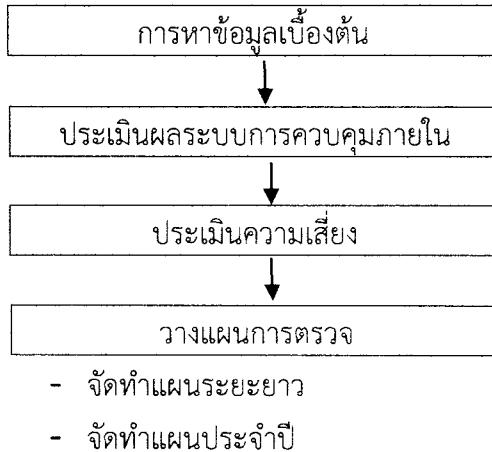 การหาข้อมูลเบื้องต้น
ประเมินผลระบบการควบคุมภายใน
ประเมินความเสี่ยง
วางแผนการตรวจ
- จัดทำแผนระยะยาว
- จัดทำแผนประจำปี